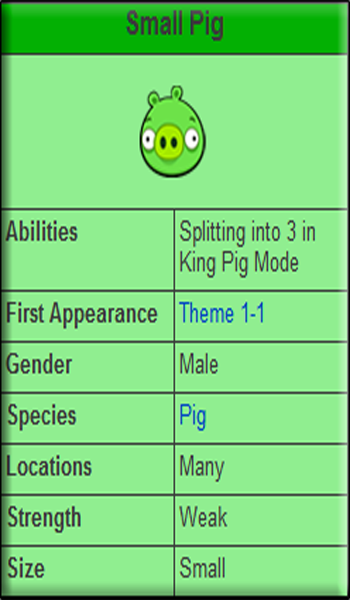 Small Pig
Abilities Splitting into 3 in
King Pig Mode
First Appearance Theme 1-1
Gender Male
Species Pig
Locations Many
Strength Weak
Size Small